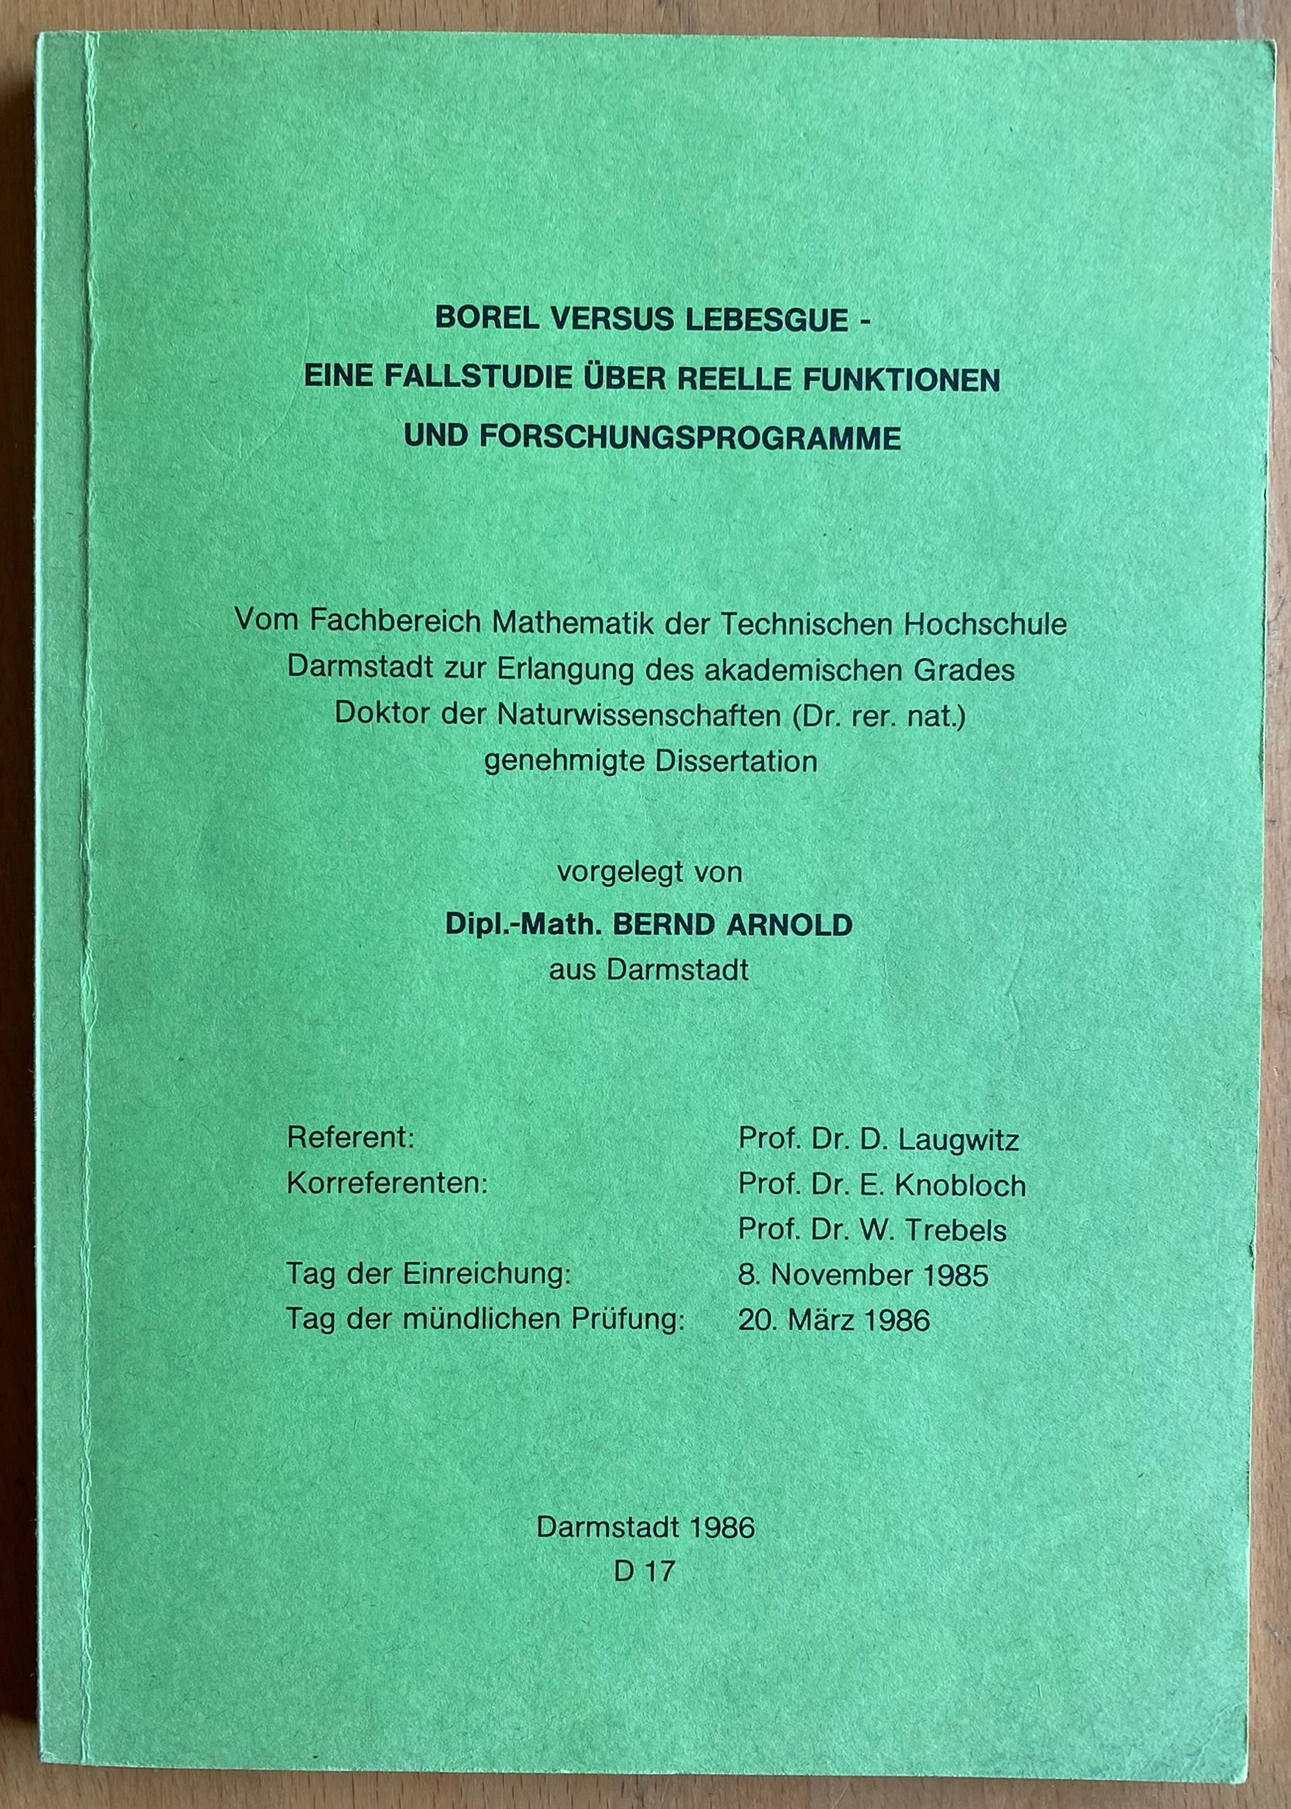 BOREL VERSUS LEBESGUE -
EINE FALLSTUDIE ÜBER REELLE FUNKTIONEN
UND FORSCHUNGSPROGRAMME
Vom Fachbereich Mathematik der Technischen Hochschule
Darmstadt zur Erlangung des akademischen Grades
Doktor der Naturwissenschaften (Dr. rer. nat.)
genehmigte Dissertation
vorgelegt von
Dipl.-Math. BERND ARNOLD
aus Darmstadt
Referent: Prof. Dr. D. Laugwitz
Korreferenten: Prof. Dr. E. Knobloch
Prof. Dr. W. Trebels
Tag der Einreichung: 8. November 1985
Tag der mündlichen Prüfung: 20. März 1986
Darmstadt 1986
D 17